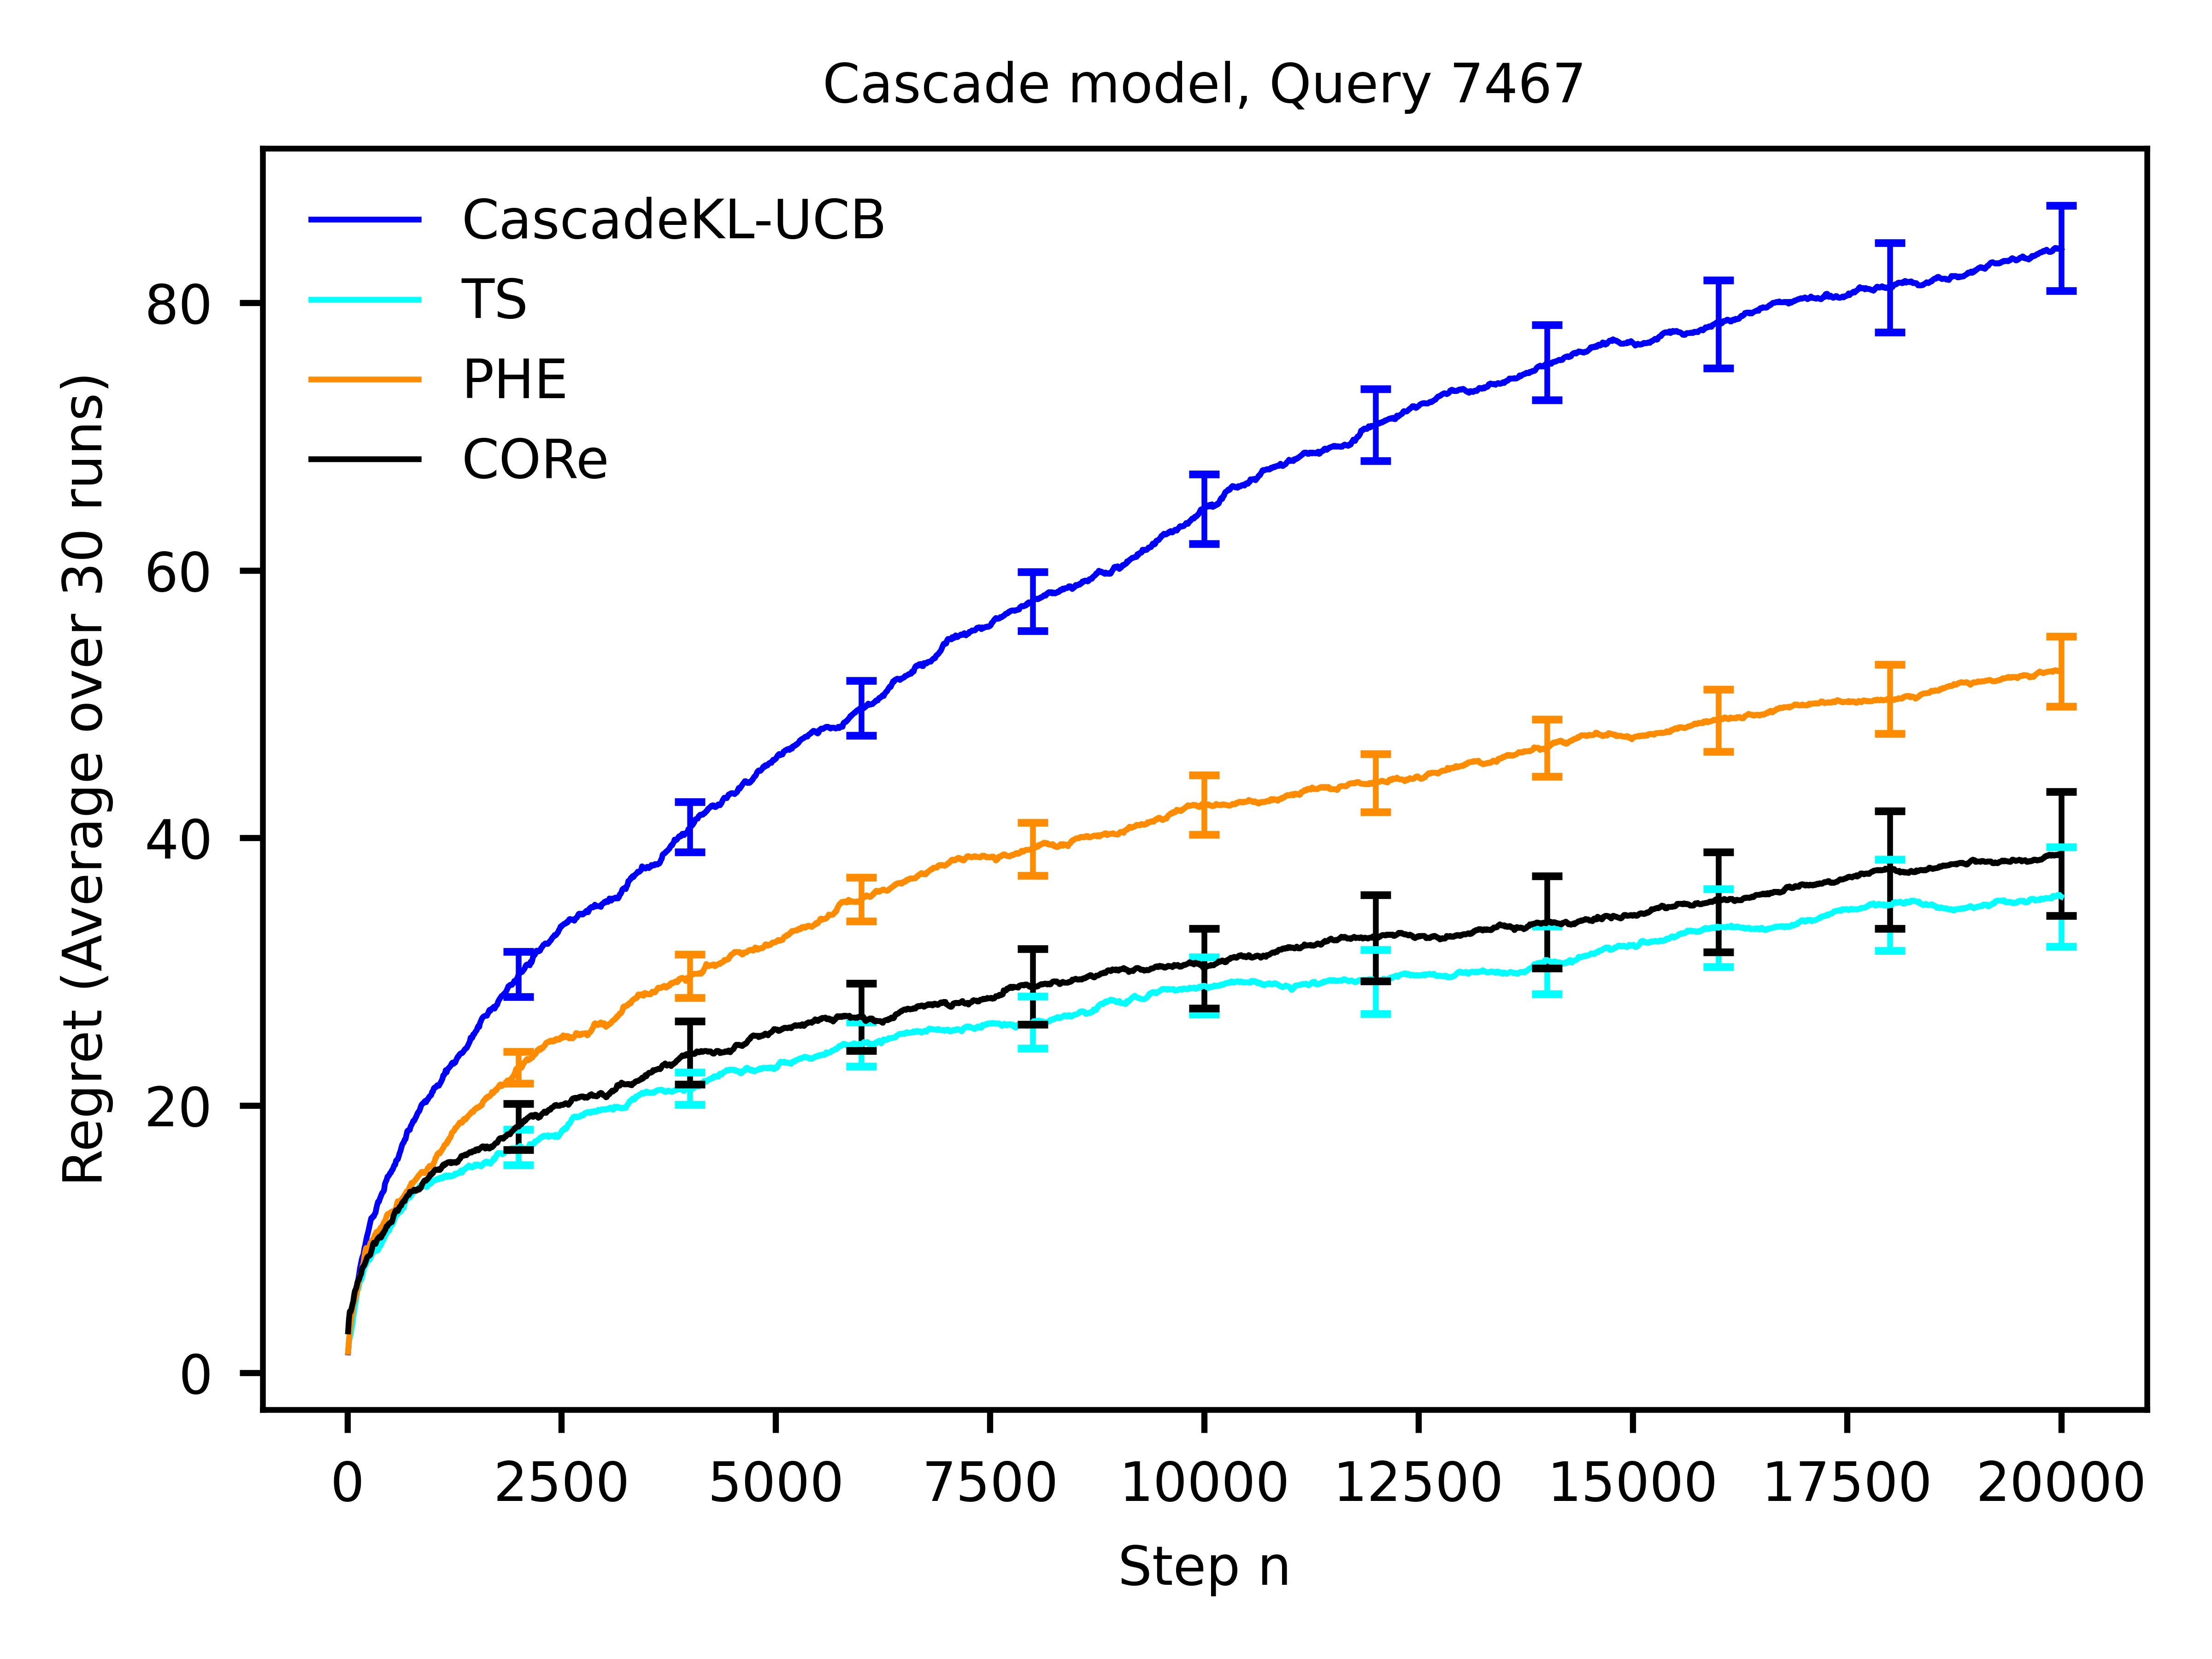 Cascade model, Query 7467
CascadeKL-UCB
TS
PHE
CORe
Regret (Average over 30 runs)
80
60
40
20
0
0 2500 5000 7500 10000 12500 15000 17500 20000
Step n